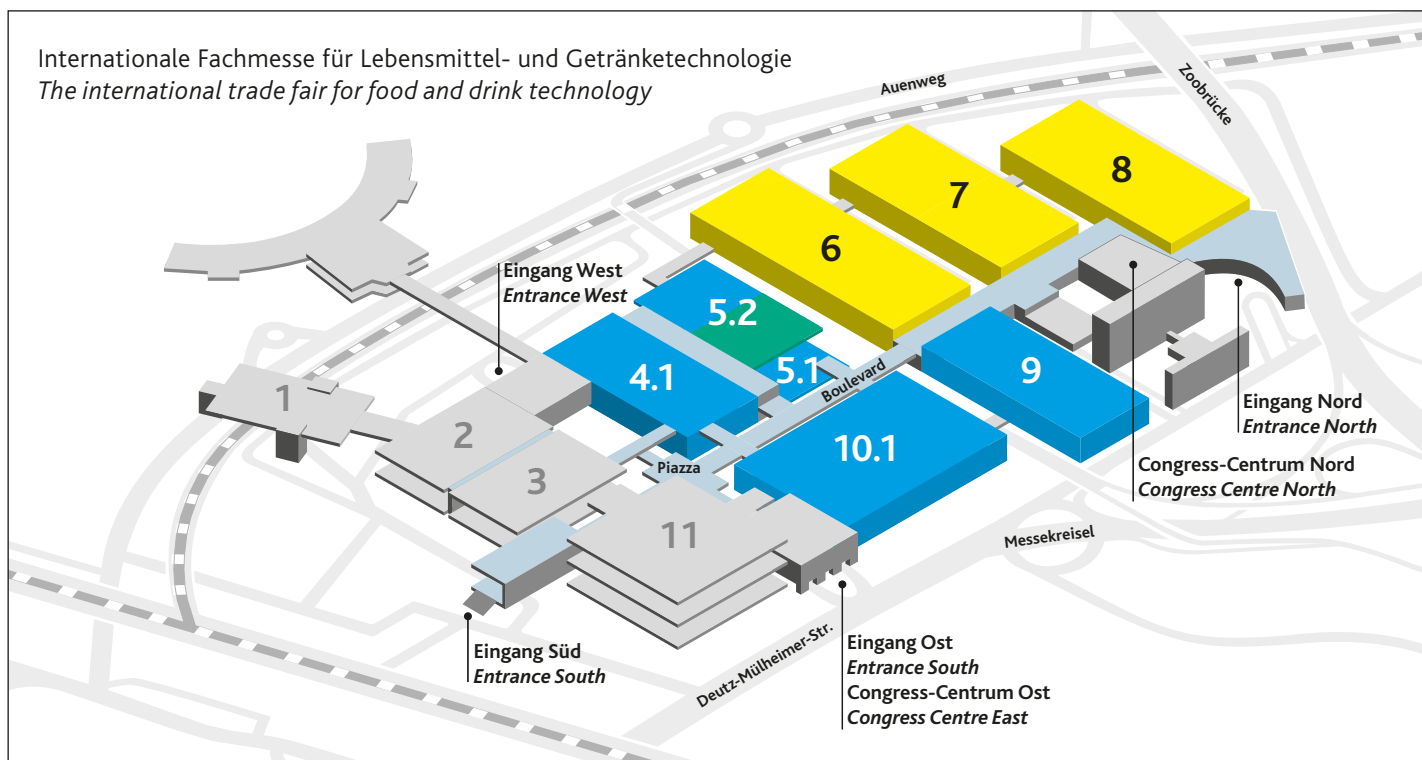 Internationale Fachmesse für Lebensmittel- und Getränketechnologie
The international trade fair for food and drink technology
Auenweg
Zoobrücke
8
7
6
Eingang West
Entrance West
5.2
5.1
4.1
Boulevard
9
1
2
3
Piazza
10.1
11
Eingang Nord
Entrance North
Congress-Centrum Nord
Congress Centre North
Messekreisel
Eingang Süd
Entrance South
Deutz-Mülheimer-Str.
Eingang Ost
Entrance South
Congress-Centrum Ost
Congress Centre East